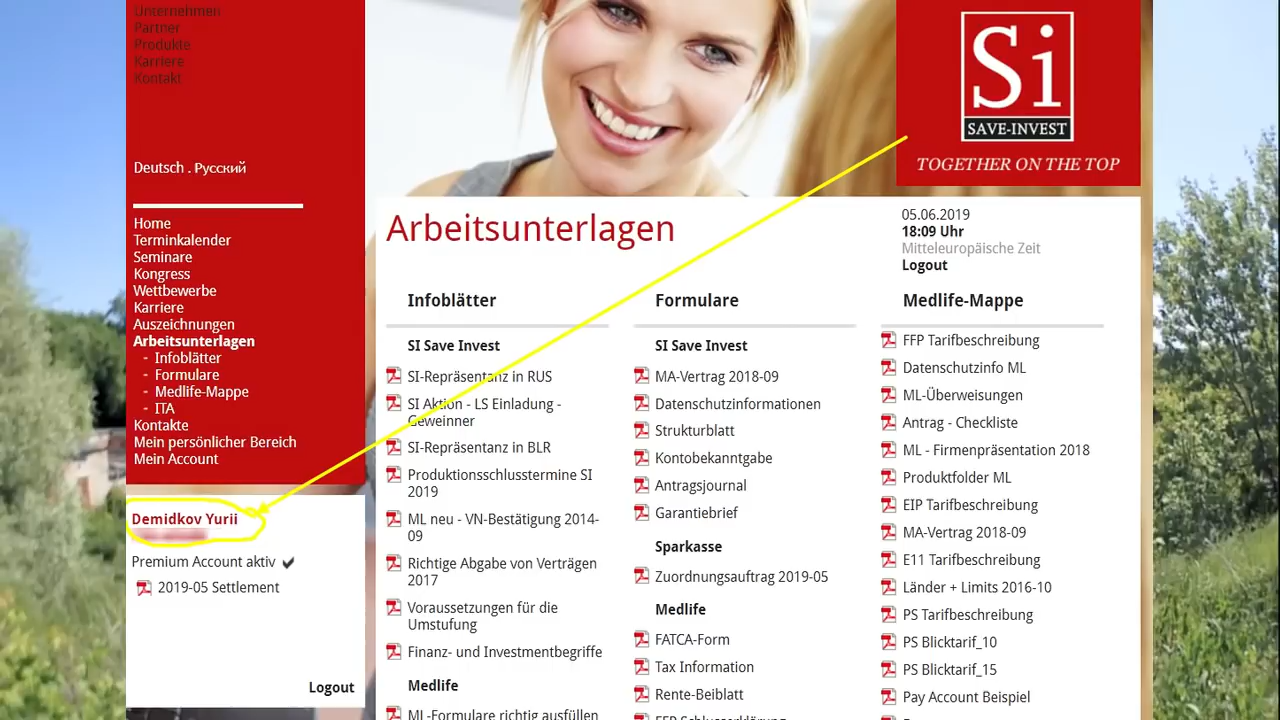 Unternehmen
Partner
Produkte
Karriere
Kontakt
Deutsch . Русский
Home
Terminkalender
Seminare
Kongress
Wettbewerbe
Karriere
Auszeichnungen
Arbeitsunterlagen
- Infoblätter
- Formulare
- Medlife-Mappe
- ITA
Kontakte
Mein persönlicher Bereich
Mein Account
Demidkov Yurii
Premium Account aktiv
2019-05 Settlement
Logout
Si
SAVE-INVEST
TOGETHER ON THE TOP
Arbeitsunterlagen
05.06.2019
18:09 Uhr
Mitteleuropäische Zeit
Logout
Infoblätter
SI Save Invest
SI-Repräsentanz in RUS
SI Aktion - LS Einladung -
Geweinner
SI-Repräsentanz in BLR
Produktionsschlusstermine SI
2019
ML neu - VN-Bestätigung 2014-
09
Richtige Abgabe von Verträgen
2017
Voraussetzungen für die
Umstufung
Finanz- und Investmentbegriffe
Medlife
ML-Formulare richtig ausfüllen
Formulare
SI Save Invest
MA-Vertrag 2018-09
Datenschutzinformationen
Strukturblatt
Kontobekanntgabe
Antragsjournal
Garantiebrief
Sparkasse
Zuordnungsauftrag 2019-05
Medlife
FATCA-Form
Tax Information
Rente-Beiblatt
FFP Schlusserklärung
Medlife-Mappe
FFP Tarifbeschreibung
Datenschutzinfo ML
ML-Überweisungen
Antrag - Checkliste
ML - Firmenpräsentation 2018
Produktfolder ML
EIP Tarifbeschreibung
MA-Vertrag 2018-09
E11 Tarifbeschreibung
Länder + Limits 2016-10
PS Tarifbeschreibung
PS Blicktarif_10
PS Blicktarif_15
Pay Account Beispiel